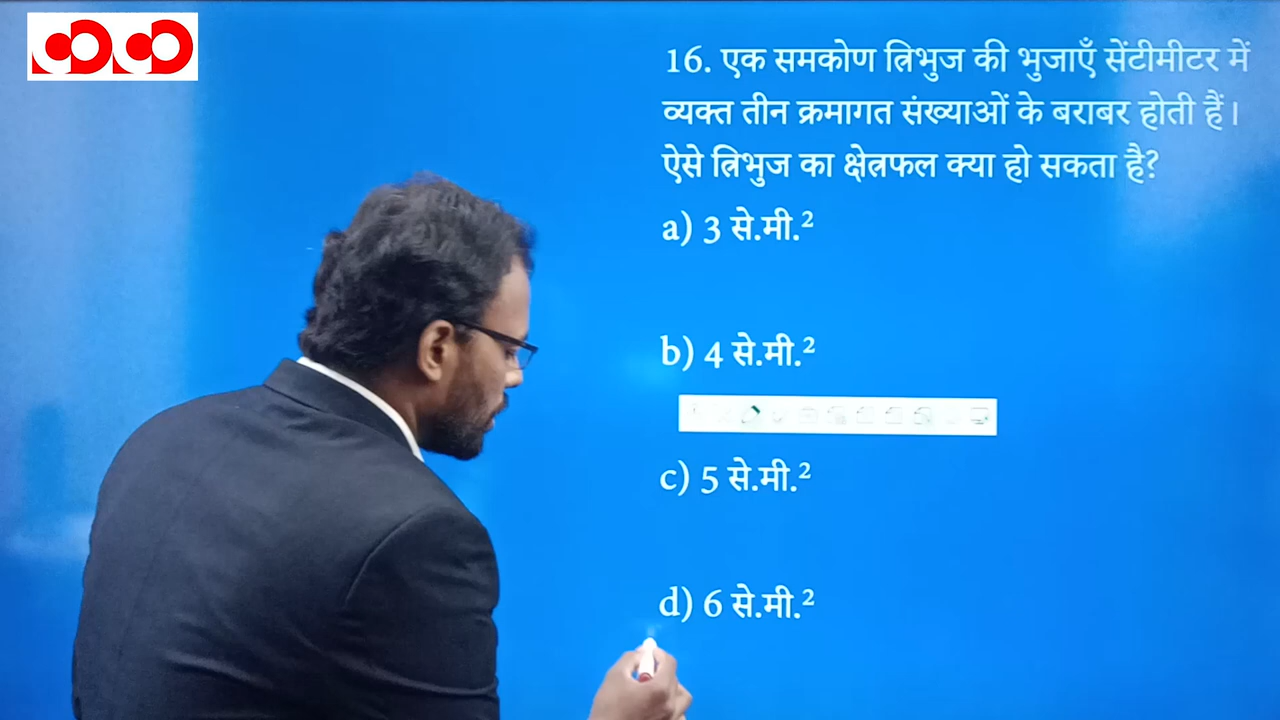 16. एक समकोण त्रिभुज की भुजाएँ सेंटीमीटर में
व्यक्त तीन क्रमागत संख्याओं के बराबर होती हैं।
ऐसे त्रिभुज का क्षेत्रफल क्या हो सकता है?
a) 3 से.मी.²
b) 4 से.मी.²
c) 5 से.मी.²
d) 6 से.मी.²